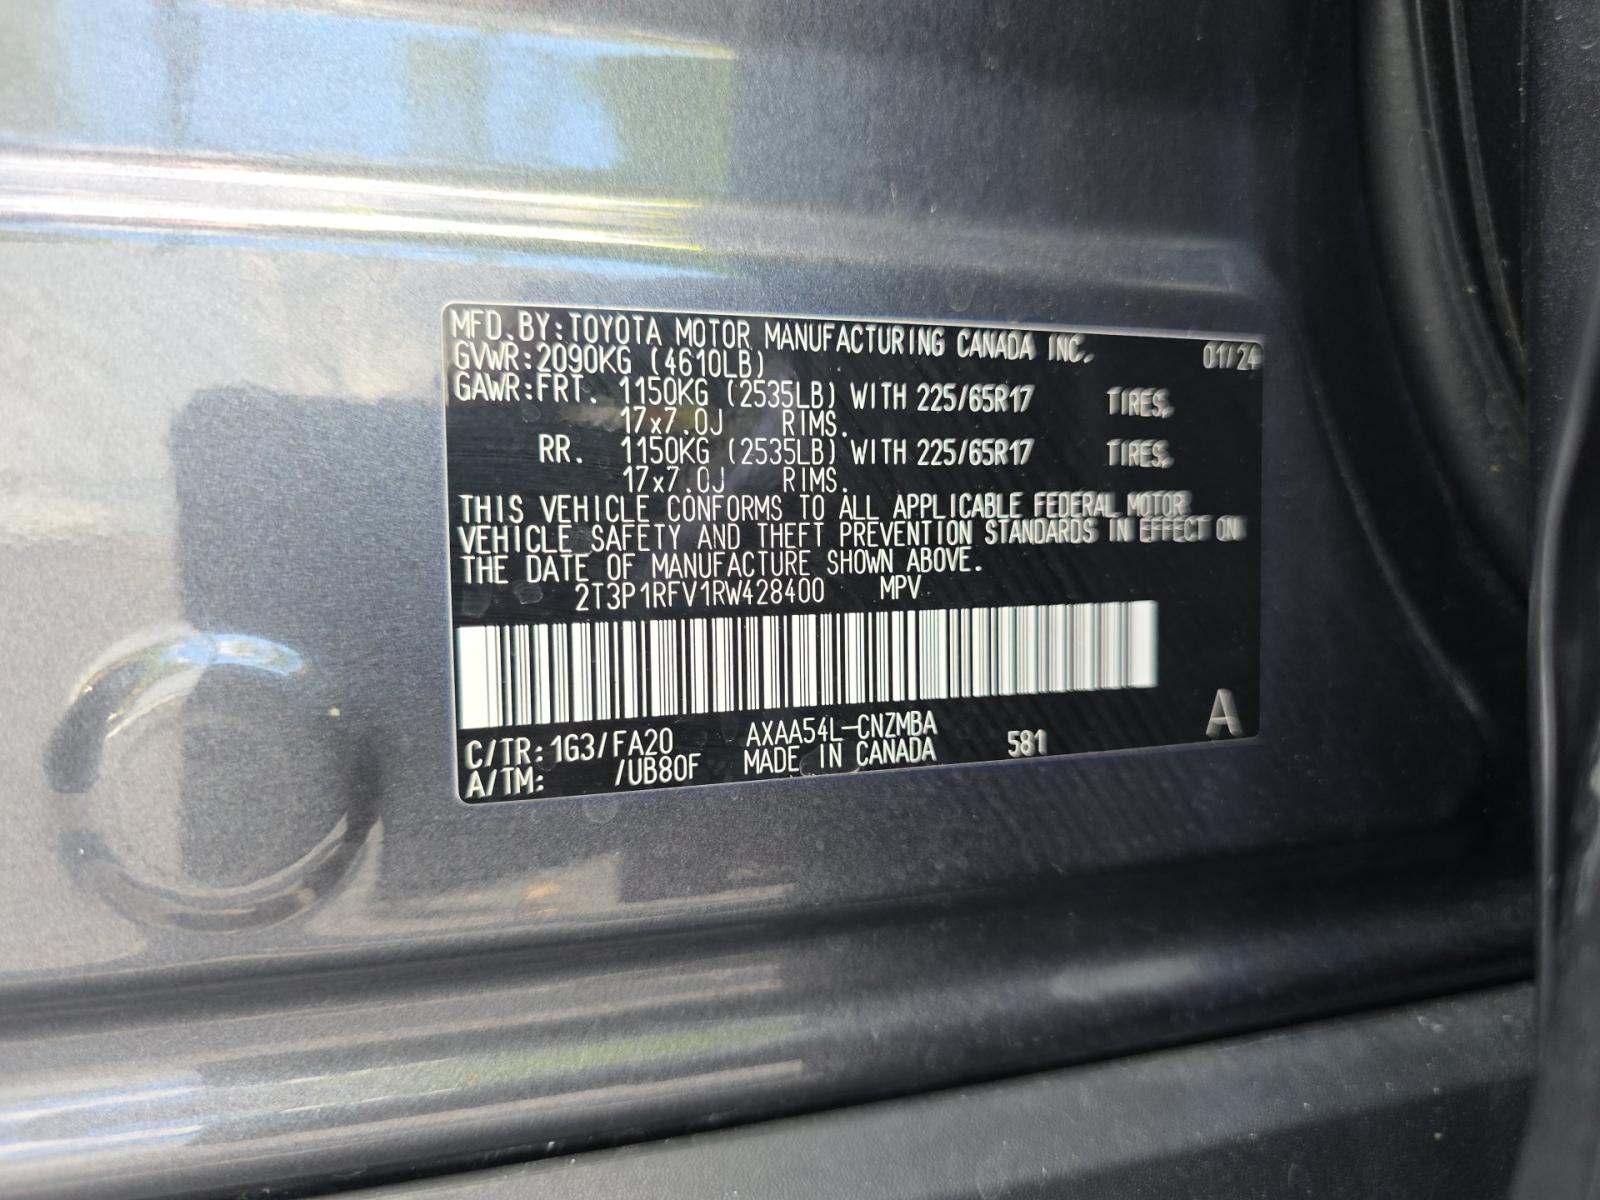 MFD.BY:TOYOTA MOTOR MANUFACTURING CANADA INC. 01/24
GVWR:2090KG (4610LB)
GAWR:FRT. 1150KG (2535LB) WITH 225/65R17 TIRES,
17x7.0J RIMS.
RR. 1150KG (2535LB) WITH 225/65R17 TIRES,
17x7.0J RIMS.
THIS VEHICLE CONFORMS TO ALL APPLICABLE FEDERAL MOTOR
VEHICLE SAFETY AND THEFT PREVENTION STANDARDS IN EFFECT ON
THE DATE OF MANUFACTURE SHOWN ABOVE.
2T3P1RFV1RW428400 MPV
C/TR:1G3/FA20 AXAA54L-CNZMBA
A/TM: /UB80F MADE IN CANADA 581 A